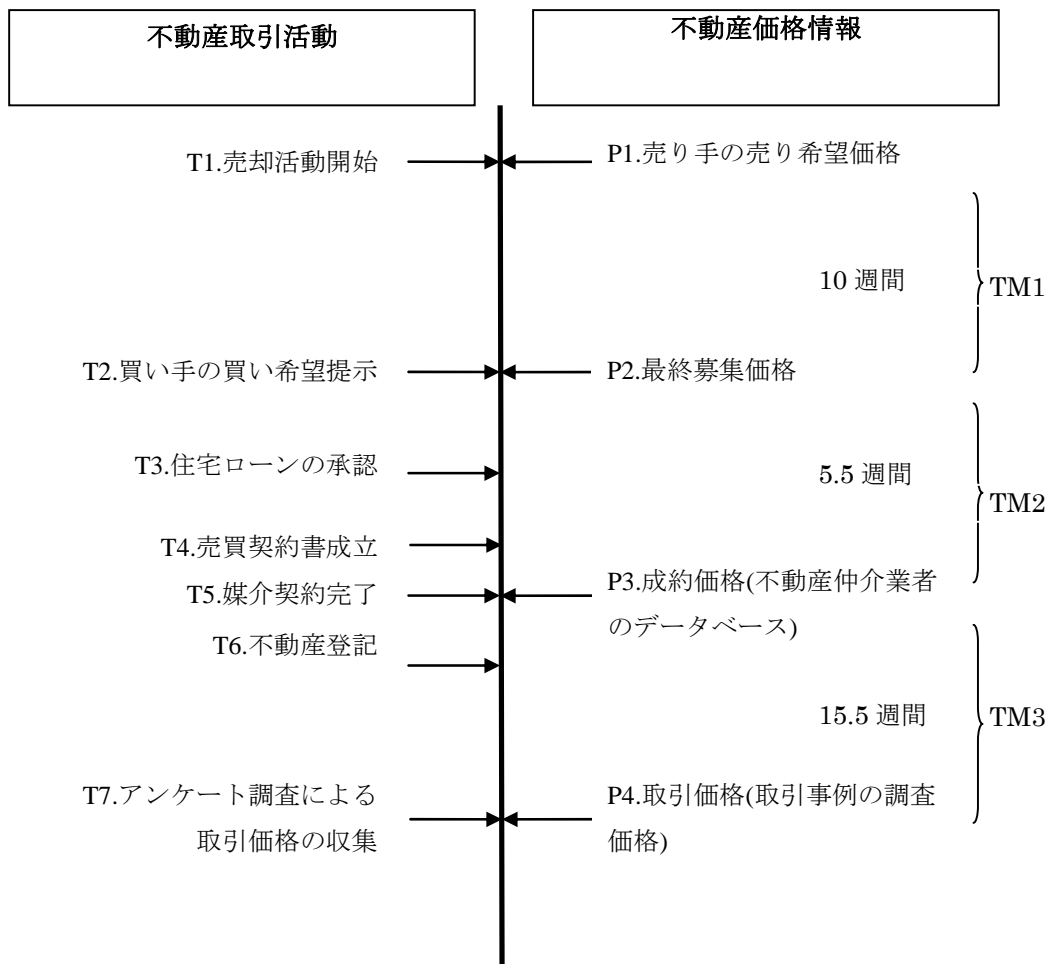 不動産取引活動
不動産価格情報
T1.売却活動開始
P1.売り手の売り希望価格
10 週間
TM1
T2.買い手の買い希望提示
P2.最終募集価格
T3.住宅ローンの承認
5.5 週間
TM2
T4.売買契約書成立
T5.媒介契約完了
P3.成約価格(不動産仲介業者
のデータベース)
T6.不動産登記
15.5 週間
TM3
T7.アンケート調査による
取引価格の収集
P4.取引価格(取引事例の調査
価格)